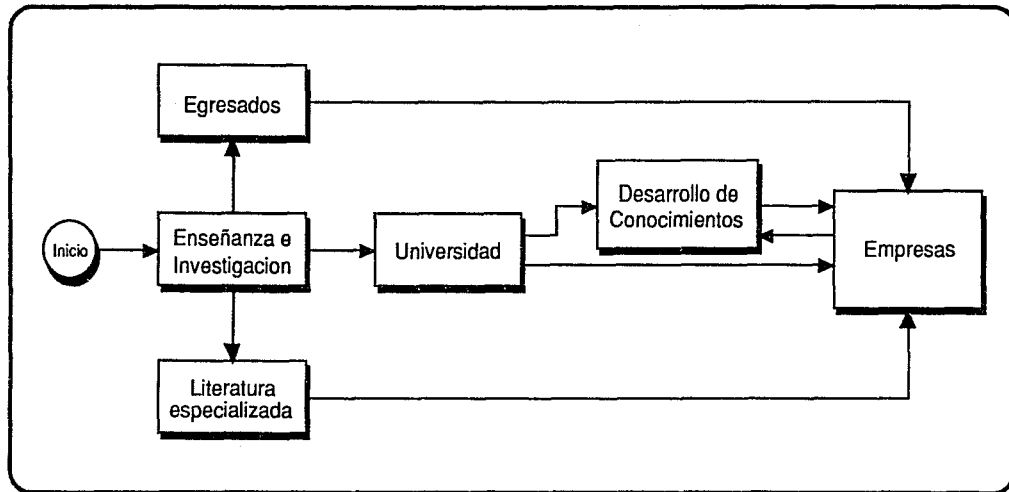 Egresados
Desarrollo de
Conocimientos
Inicio
Enseñanza e
Investigacion
Universidad
Empresas
Literatura
especializada